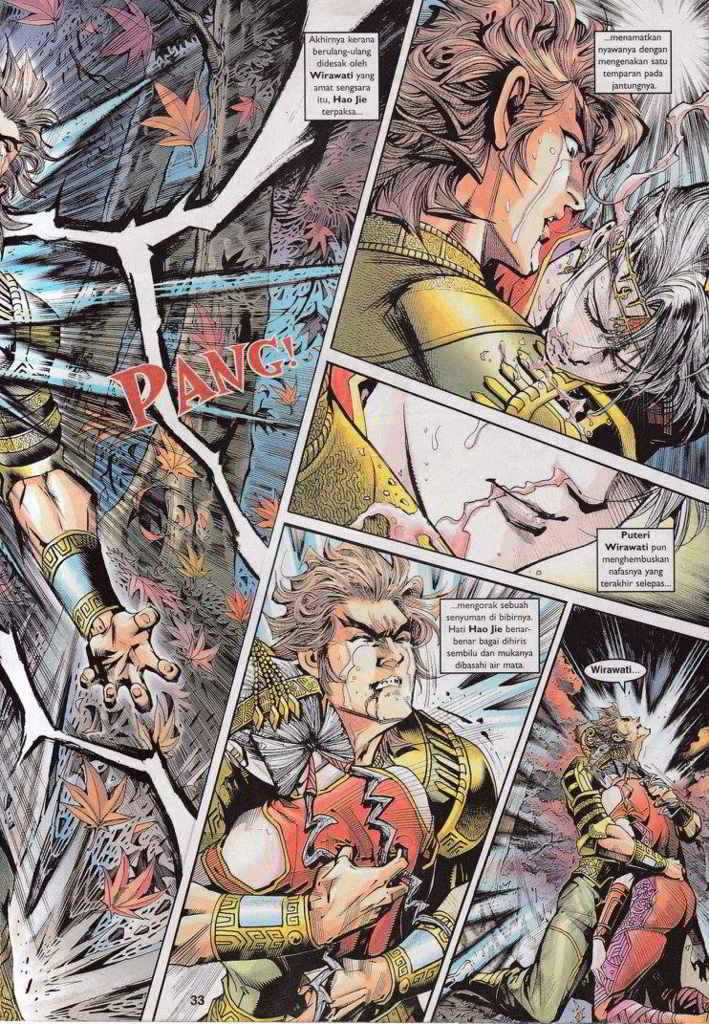 Akhirnya kerana
berulang-ulang
didesak oleh
Wirawati yang
amat sengsara
itu, Hao Jie
terpaksa...
...menamatkan
nyawanya dengan
mengenakan satu
temparan pada
jantungnya.
PANG!
Puteri
Wirawati pun
menghembuskan
nafasnya yang
terakhir selepas...
...mengorak sebuah
senyuman di bibirnya.
Hati Hao Jie benar-
benar bagai dihiris
sembilu dan mukanya
dibasahi air mata.
Wirawati...
33